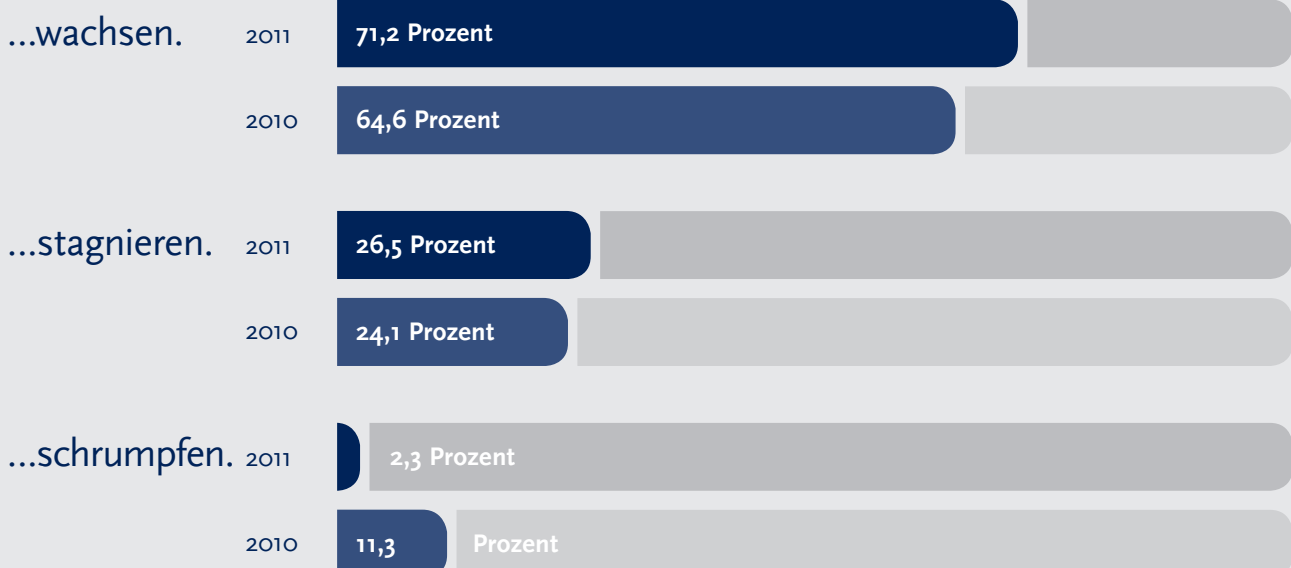 ...wachsen. 2011 71,2 Prozent
2010 64,6 Prozent
...stagnieren. 2011 26,5 Prozent
2010 24,1 Prozent
...schrumpfen. 2011 2,3 Prozent
2010 11,3 Prozent